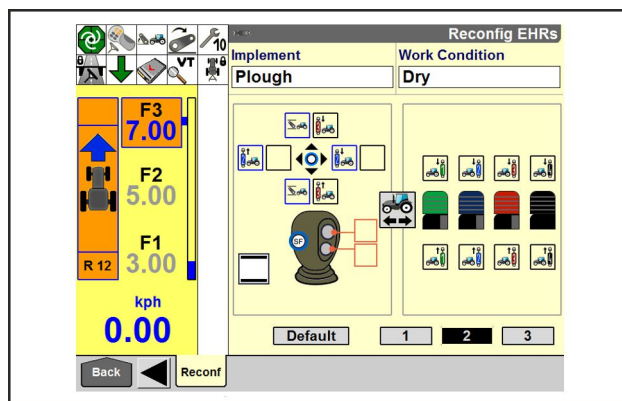 10
VT
Reconfig EHRs
Implement
Work Condition
Plough
Dry
F3
7.00
F2
5.00
F1
3.00
R 12
kph
0.00
SF
Default
1
2
3
Back
Reconf